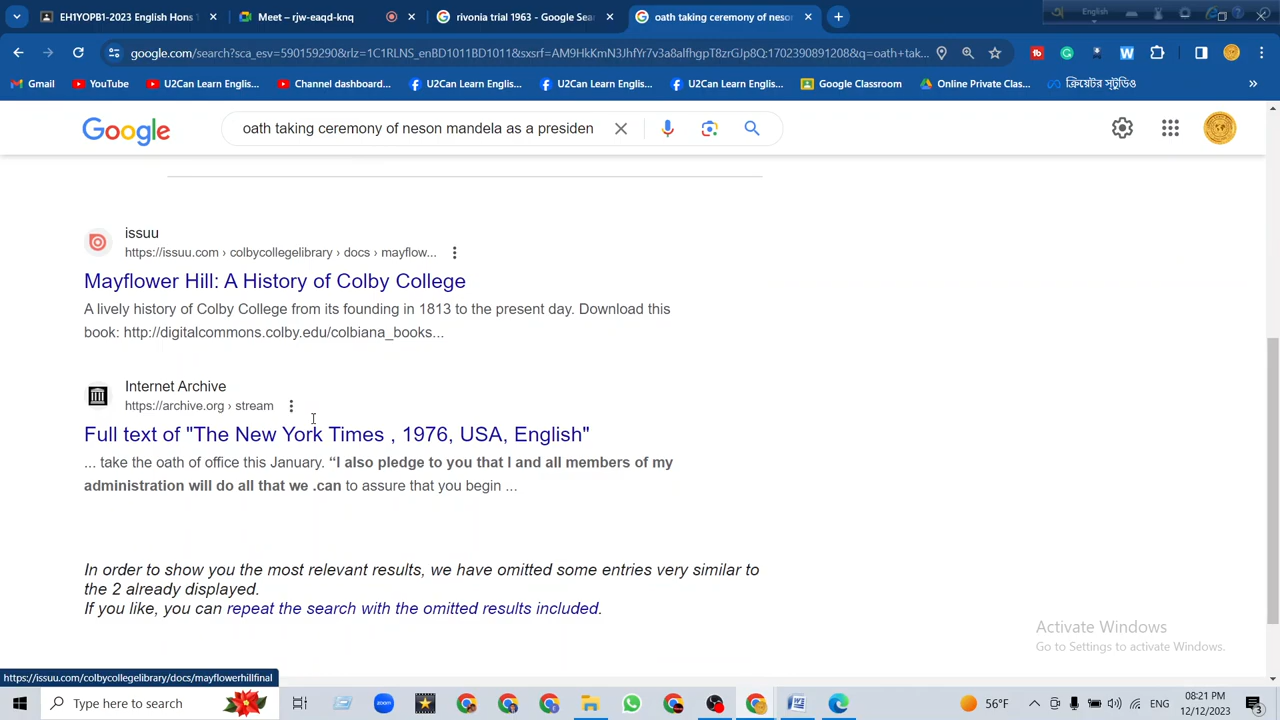 EH1YOPB1-2023 English Hons
Meet – rjw-eaqd-knq
rivonia trial 1963 - Google Sea
oath taking ceremony of neson
English
google.com/search?sca_esv=590159290&rlz=1C1RLNS_enBD1011BD1011&sxsrf=AM9HkKmN3JhfYr7v3a8alfhgpT8zrGJp8Q:1702390891208&q=oath+tak...
Gmail
YouTube
U2Can Learn Englis...
Channel dashboard...
U2Can Learn Englis...
U2Can Learn Englis...
U2Can Learn Englis...
Google Classroom
Online Private Clas...
ক্রিয়েটর স্টুডিও
Google
oath taking ceremony of neson mandela as a presiden
issuu
https://issuu.com › colbycollegelibrary › docs › mayflow...
Mayflower Hill: A History of Colby College
A lively history of Colby College from its founding in 1813 to the present day. Download this
book: http://digitalcommons.colby.edu/colbiana_books...
Internet Archive
https://archive.org › stream
Full text of "The New York Times , 1976, USA, English"
... take the oath of office this January. “I also pledge to you that I and all members of my
administration will do all that we .can to assure that you begin ...
In order to show you the most relevant results, we have omitted some entries very similar to
the 2 already displayed.
If you like, you can repeat the search with the omitted results included.
Activate Windows
Go to Settings to activate Windows.
https://issuu.com/colbycollegelibrary/docs/mayflowerhillfinal
Type here to search
zoom
56°F
ENG
08:21 PM
12/12/2023
3